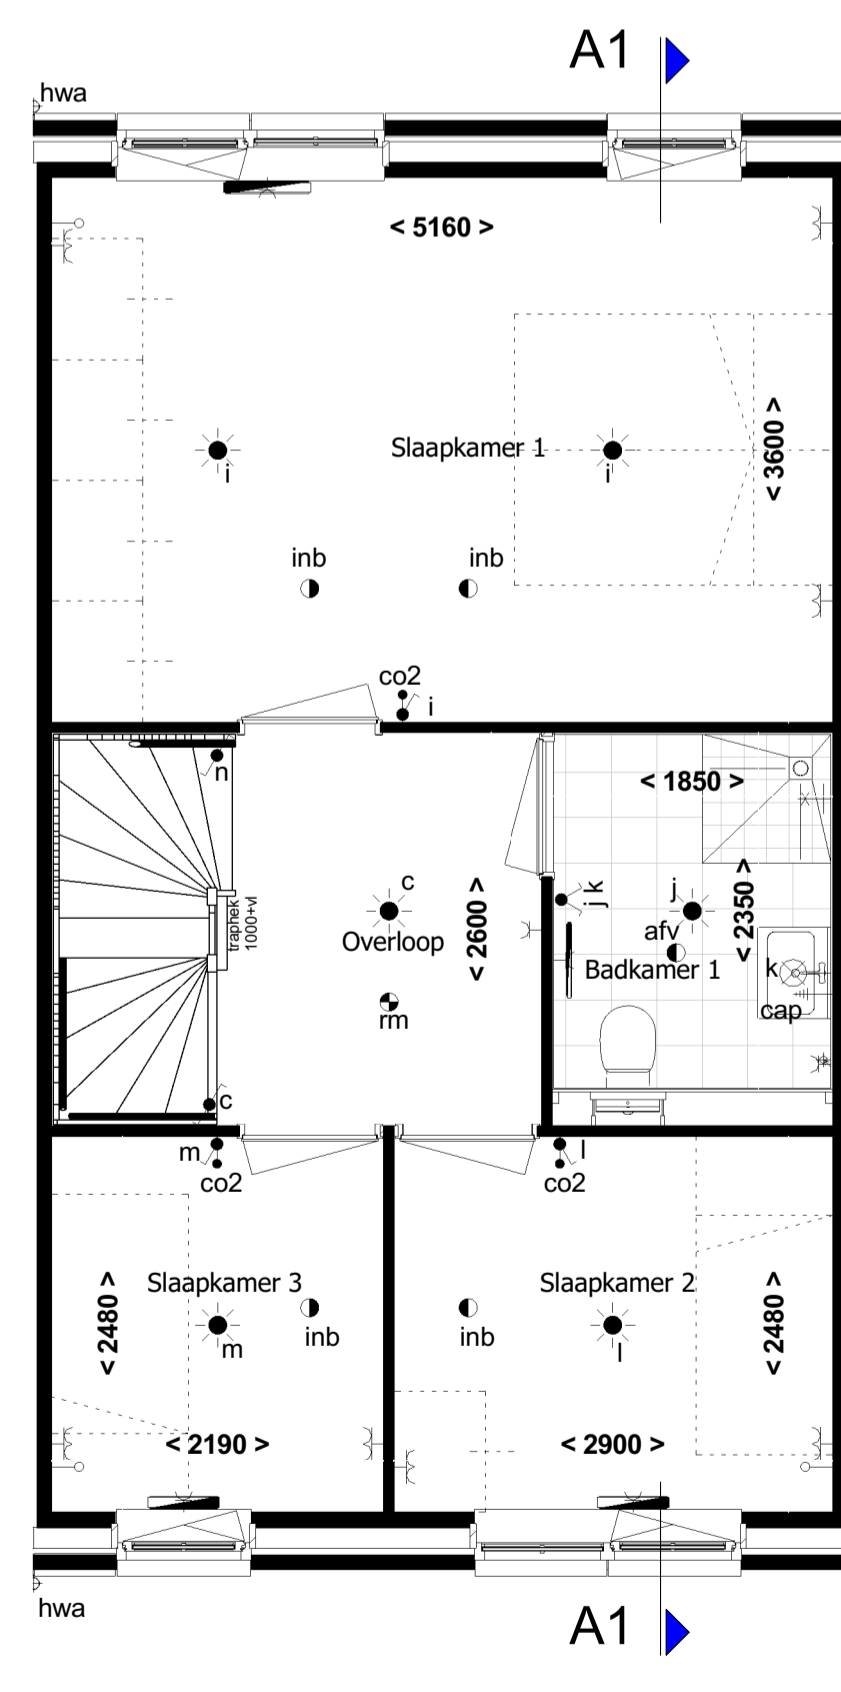 A1
hwa
< 5160 >
Slaapkamer 1
< 3600 >
i
i
inb
inb
co2
i
n
< 1850 >
c
j k
j
< 2350 >
traphek
1000+vl
< 2600 >
Overloop
afv
Badkamer 1
k
cap
rm
c
m
co2
l
co2
Slaapkamer 3
Slaapkamer 2
< 2480 >
< 2480 >
m
inb
inb
l
< 2190 >
< 2900 >
hwa
A1